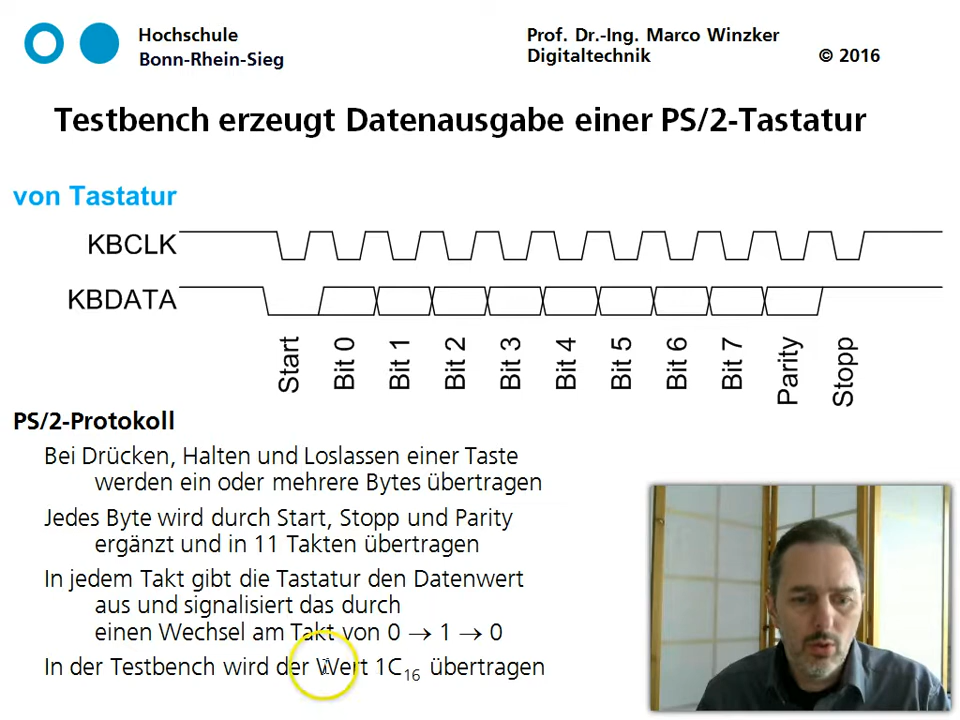 Hochschule
Bonn-Rhein-Sieg
Prof. Dr.-Ing. Marco Winzker
Digitaltechnik © 2016
Testbench erzeugt Datenausgabe einer PS/2-Tastatur
von Tastatur
KBCLK
KBDATA
Start
Bit 0
Bit 1
Bit 2
Bit 3
Bit 4
Bit 5
Bit 6
Bit 7
Parity
Stopp
PS/2-Protokoll
Bei Drücken, Halten und Loslassen einer Taste
werden ein oder mehrere Bytes übertragen
Jedes Byte wird durch Start, Stopp und Parity
ergänzt und in 11 Takten übertragen
In jedem Takt gibt die Tastatur den Datenwert
aus und signalisiert das durch
einen Wechsel am Takt von 0 → 1 → 0
In der Testbench wird der Wert 1C₁₆ übertragen